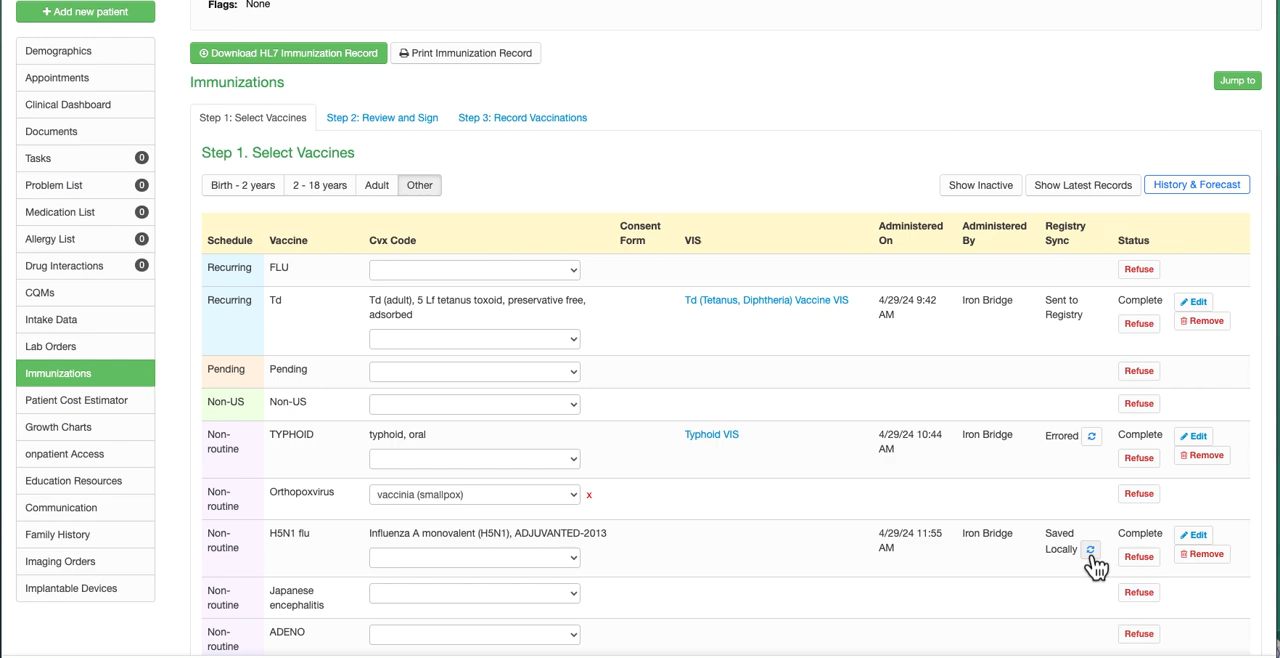 + Add new patient
Flags: None
Demographics
Appointments
Clinical Dashboard
Documents
Tasks 0
Problem List 0
Medication List 0
Allergy List 0
Drug Interactions 0
CQMs
Intake Data
Lab Orders
Immunizations
Patient Cost Estimator
Growth Charts
onpatient Access
Education Resources
Communication
Family History
Imaging Orders
Implantable Devices
Download HL7 Immunization Record Print Immunization Record
Immunizations Jump to
Step 1: Select Vaccines Step 2: Review and Sign Step 3: Record Vaccinations
Step 1. Select Vaccines
Birth - 2 years 2 - 18 years Adult Other Show Inactive Show Latest Records History & Forecast
Schedule Vaccine Cvx Code Consent Form VIS Administered On Administered By Registry Sync Status
Recurring FLU Refuse
Recurring Td Td (adult), 5 Lf tetanus toxoid, preservative free, Td (Tetanus, Diphtheria) Vaccine VIS 4/29/24 9:42 Iron Bridge Sent to Complete Edit
adsorbed AM Registry Refuse Remove
Pending Pending Refuse
Non-US Non-US Refuse
Non- TYPHOID typhoid, oral Typhoid VIS 4/29/24 10:44 Iron Bridge Errored Complete Edit
routine AM Refuse Remove
Non- Orthopoxvirus vaccinia (smallpox) x Refuse
routine
Non- H5N1 flu Influenza A monovalent (H5N1), ADJUVANTED-2013 4/29/24 11:55 Iron Bridge Saved Complete Edit
routine AM Locally Refuse Remove
Non- Japanese Refuse
routine encephalitis
Non- ADENO Refuse
routine